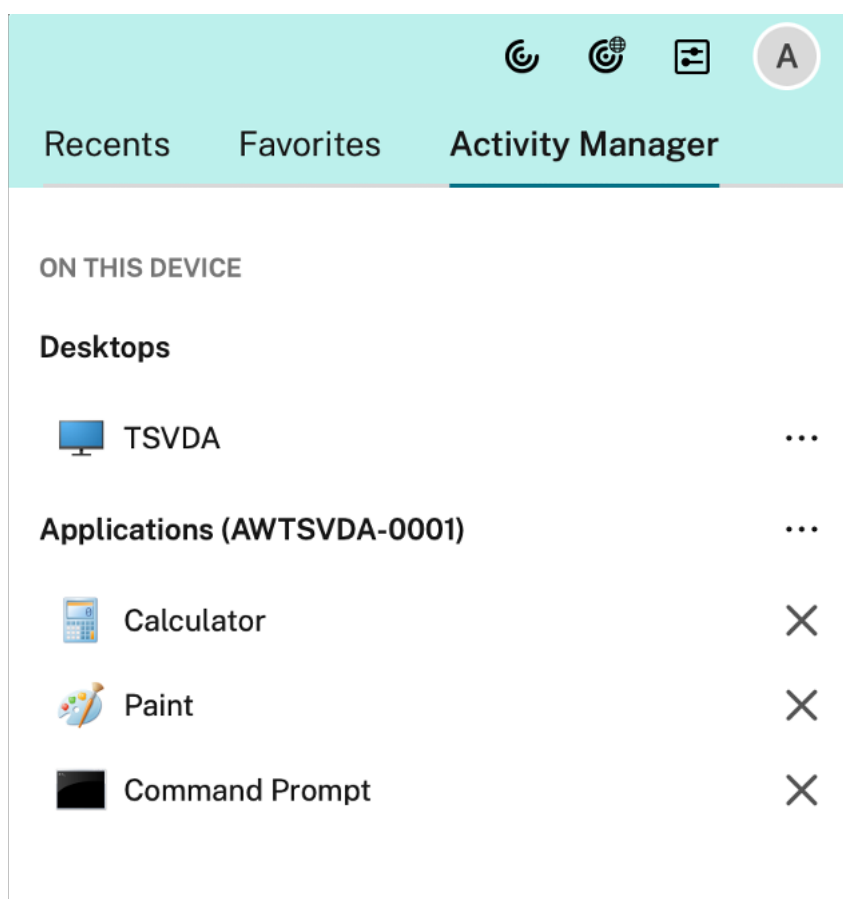 A
Recents Favorites Activity Manager
ON THIS DEVICE
Desktops
TSVDA ...
Applications (AWTSVDA-0001) ...
Calculator
Paint
Command Prompt